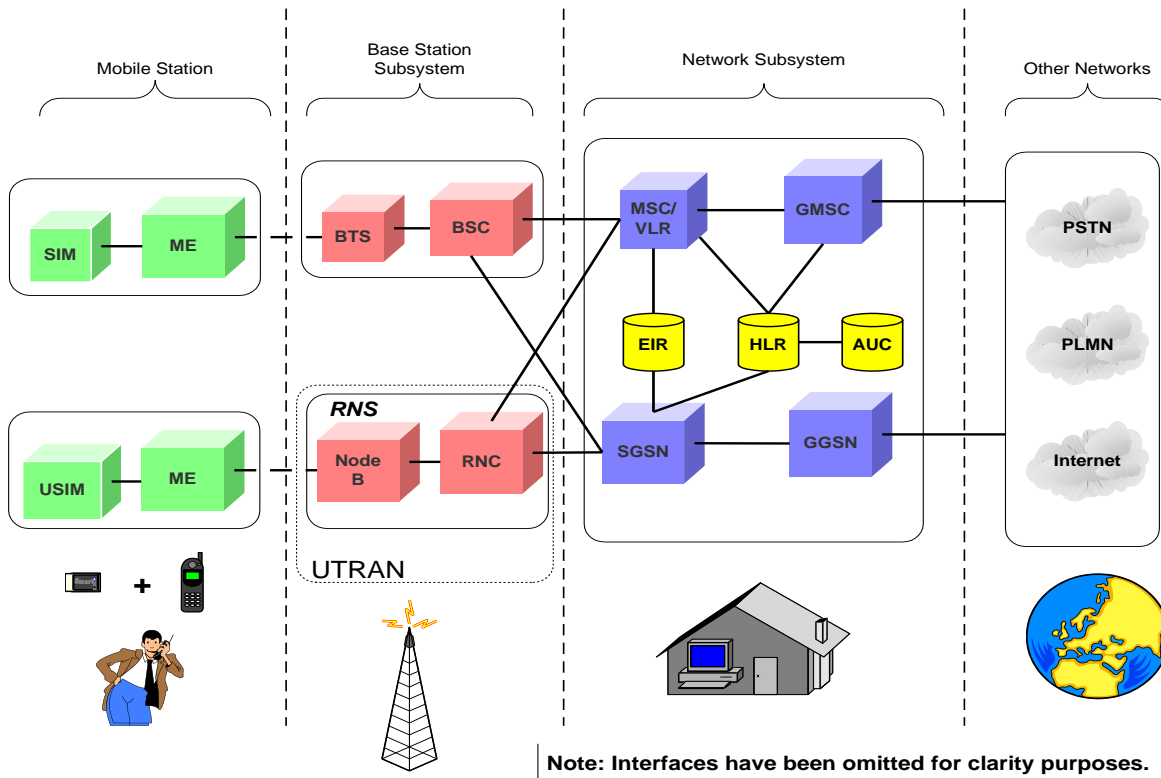 Mobile Station
Base Station
Subsystem
Network Subsystem
Other Networks
SIM
ME
BTS
BSC
MSC/
VLR
GMSC
PSTN
EIR
HLR
AUC
PLMN
RNS
USIM
ME
Node
B
RNC
SGSN
GGSN
Internet
UTRAN
+
Note: Interfaces have been omitted for clarity purposes.